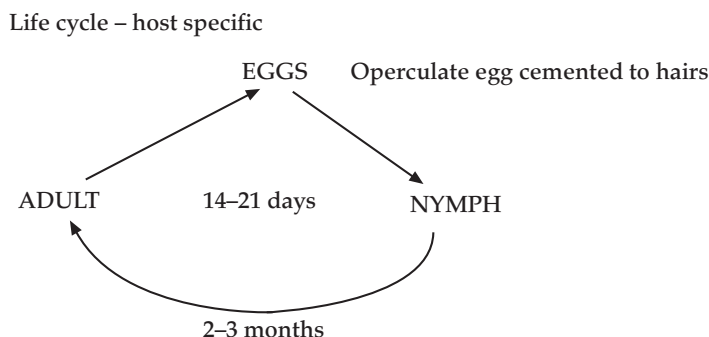 Life cycle – host specific
EGGS Operculate egg cemented to hairs
ADULT 14–21 days NYMPH
2–3 months